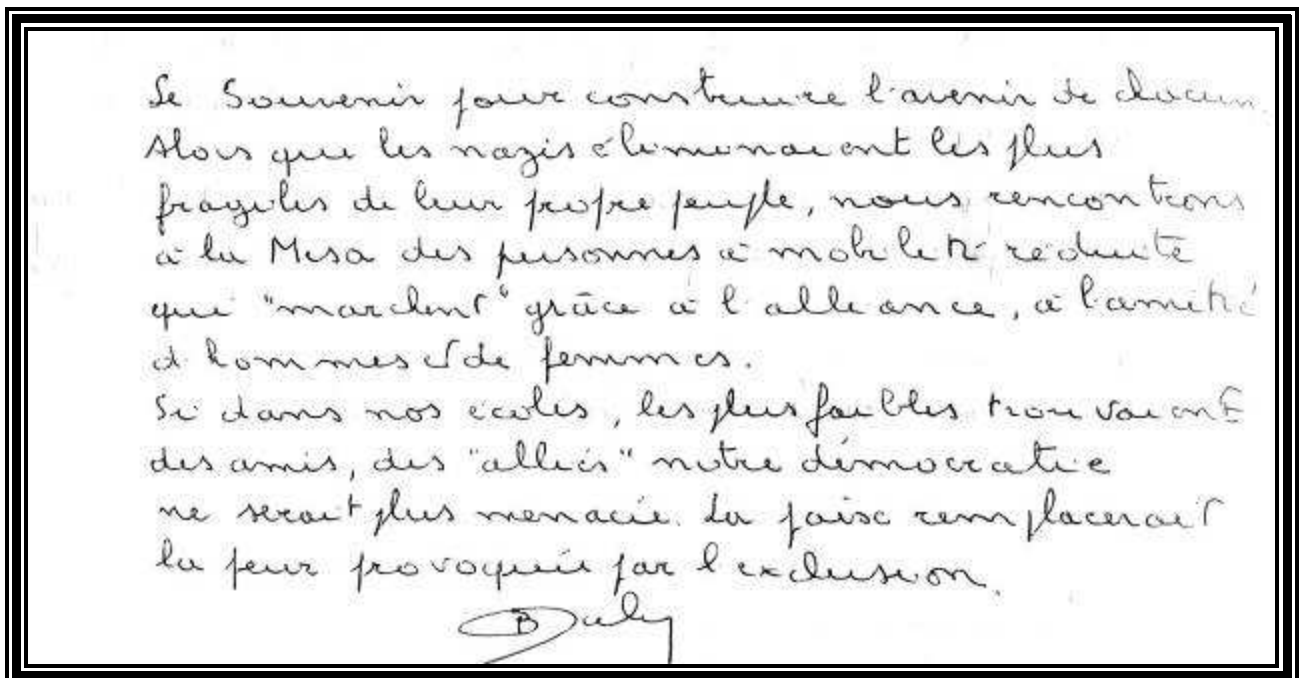 Se Souvenir pour construire l'avenir de chacun.
Alors que les nazis éliminaient les plus
fragiles de leur propre peuple, nous rencontrons
à la Mesa des personnes à mobilité réduite
qui "marchent" grâce à l'alliance, à l'amitié
d'hommes et de femmes.
Si dans nos écoles, les plus faibles trouvaient
des amis, des "alliés" notre démocratie
ne serait plus menacée. La paix remplacerait
la peur provoquée par l'exclusion.